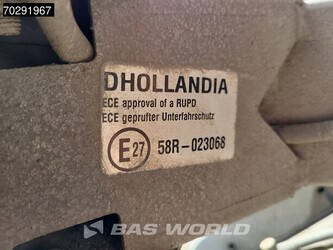 70291967
DHOLLANDIA
ECE approval of a RUPD
ECE geprufter Unterfahrschutz
E27 58R-023068
BAS WORLD